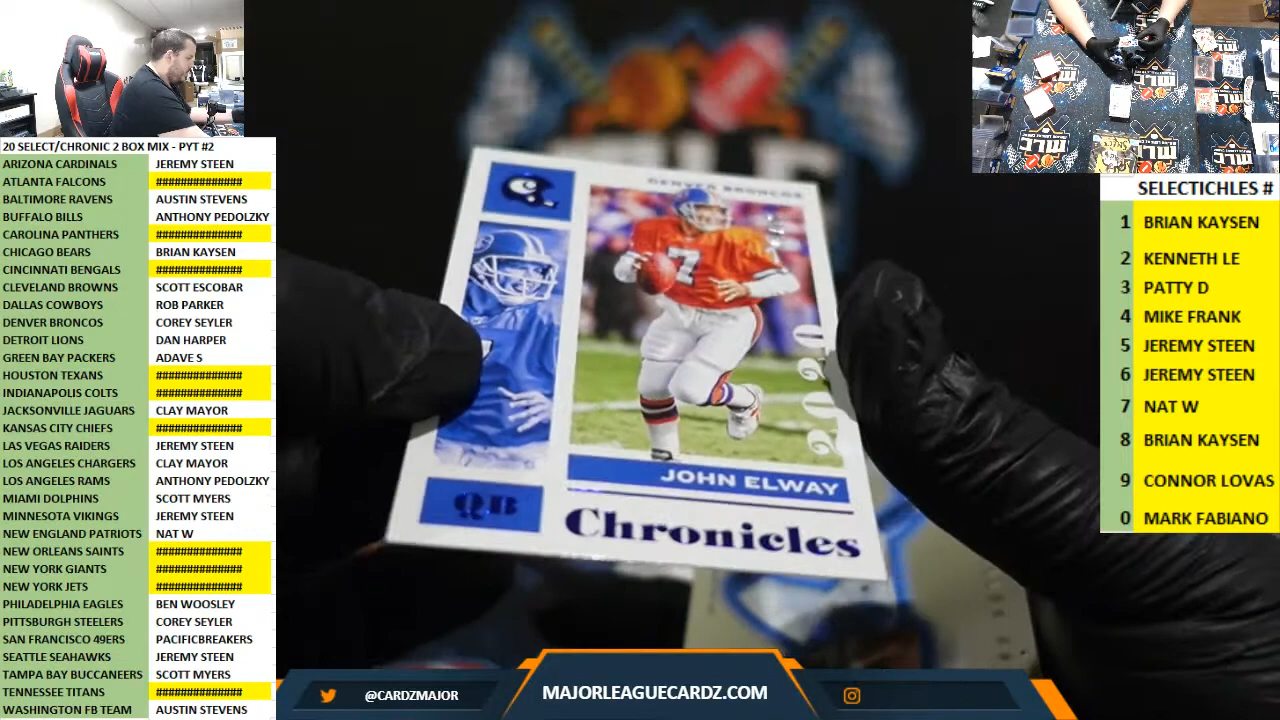 20 SELECT/CHRONIC 2 BOX MIX - PYT #2
ARIZONA CARDINALS JEREMY STEEN
ATLANTA FALCONS ##############
BALTIMORE RAVENS AUSTIN STEVENS
BUFFALO BILLS ANTHONY PEDOLZKY
CAROLINA PANTHERS ##############
CHICAGO BEARS BRIAN KAYSEN
CINCINNATI BENGALS ##############
CLEVELAND BROWNS SCOTT ESCOBAR
DALLAS COWBOYS ROB PARKER
DENVER BRONCOS COREY SEYLER
DETROIT LIONS DAN HARPER
GREEN BAY PACKERS ADAVE S
HOUSTON TEXANS ##############
INDIANAPOLIS COLTS ##############
JACKSONVILLE JAGUARS CLAY MAYOR
KANSAS CITY CHIEFS ##############
LAS VEGAS RAIDERS JEREMY STEEN
LOS ANGELES CHARGERS CLAY MAYOR
LOS ANGELES RAMS ANTHONY PEDOLZKY
MIAMI DOLPHINS SCOTT MYERS
MINNESOTA VIKINGS JEREMY STEEN
NEW ENGLAND PATRIOTS NAT W
NEW ORLEANS SAINTS ##############
NEW YORK GIANTS ##############
NEW YORK JETS ##############
PHILADELPHIA EAGLES BEN WOOSLEY
PITTSBURGH STEELERS COREY SEYLER
SAN FRANCISCO 49ERS PACIFICBREAKERS
SEATTLE SEAHAWKS JEREMY STEEN
TAMPA BAY BUCCANEERS SCOTT MYERS
TENNESSEE TITANS ##############
WASHINGTON FB TEAM AUSTIN STEVENS
DENVER BRONCOS
7
2020
JOHN ELWAY
QB
Chronicles
@CARDZMAJOR
MAJORLEAGUECARDZ.COM
SELECTICHLES #
1 BRIAN KAYSEN
2 KENNETH LE
3 PATTY D
4 MIKE FRANK
5 JEREMY STEEN
6 JEREMY STEEN
7 NAT W
8 BRIAN KAYSEN
9 CONNOR LOVAS
0 MARK FABIANO